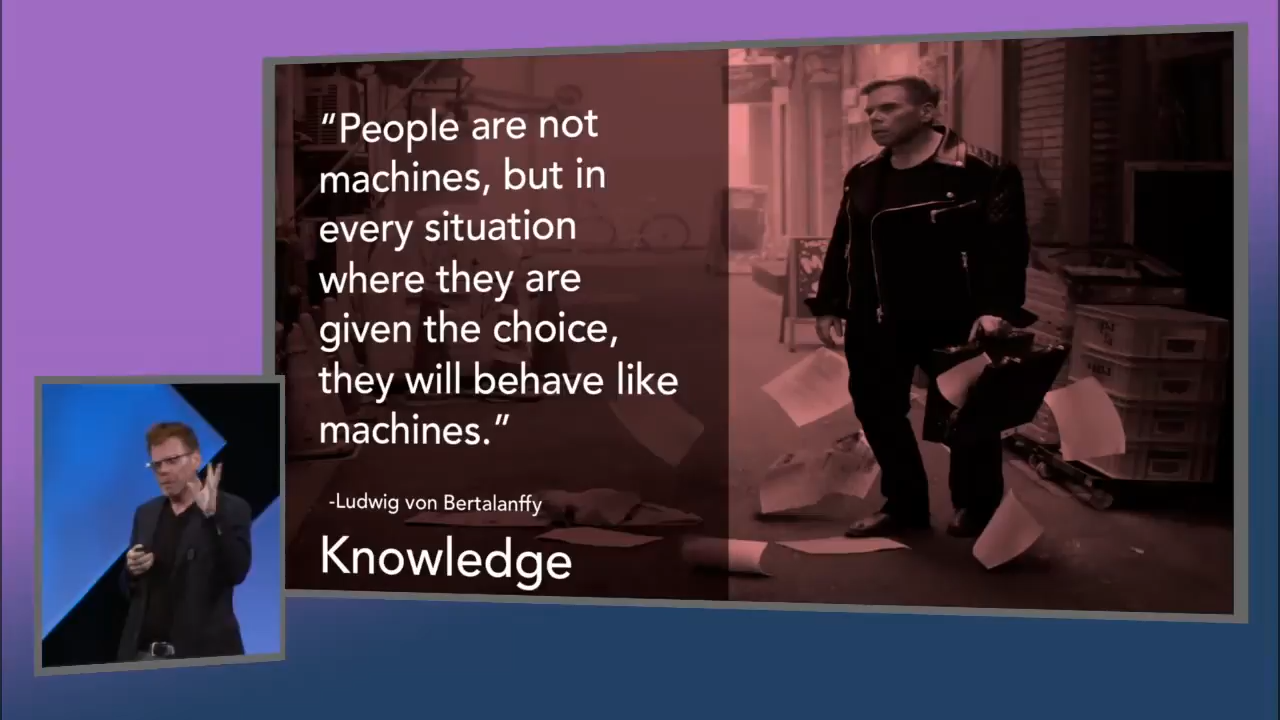 “People are not
machines, but in
every situation
where they are
given the choice,
they will behave like
machines.”
-Ludwig von Bertalanffy
Knowledge